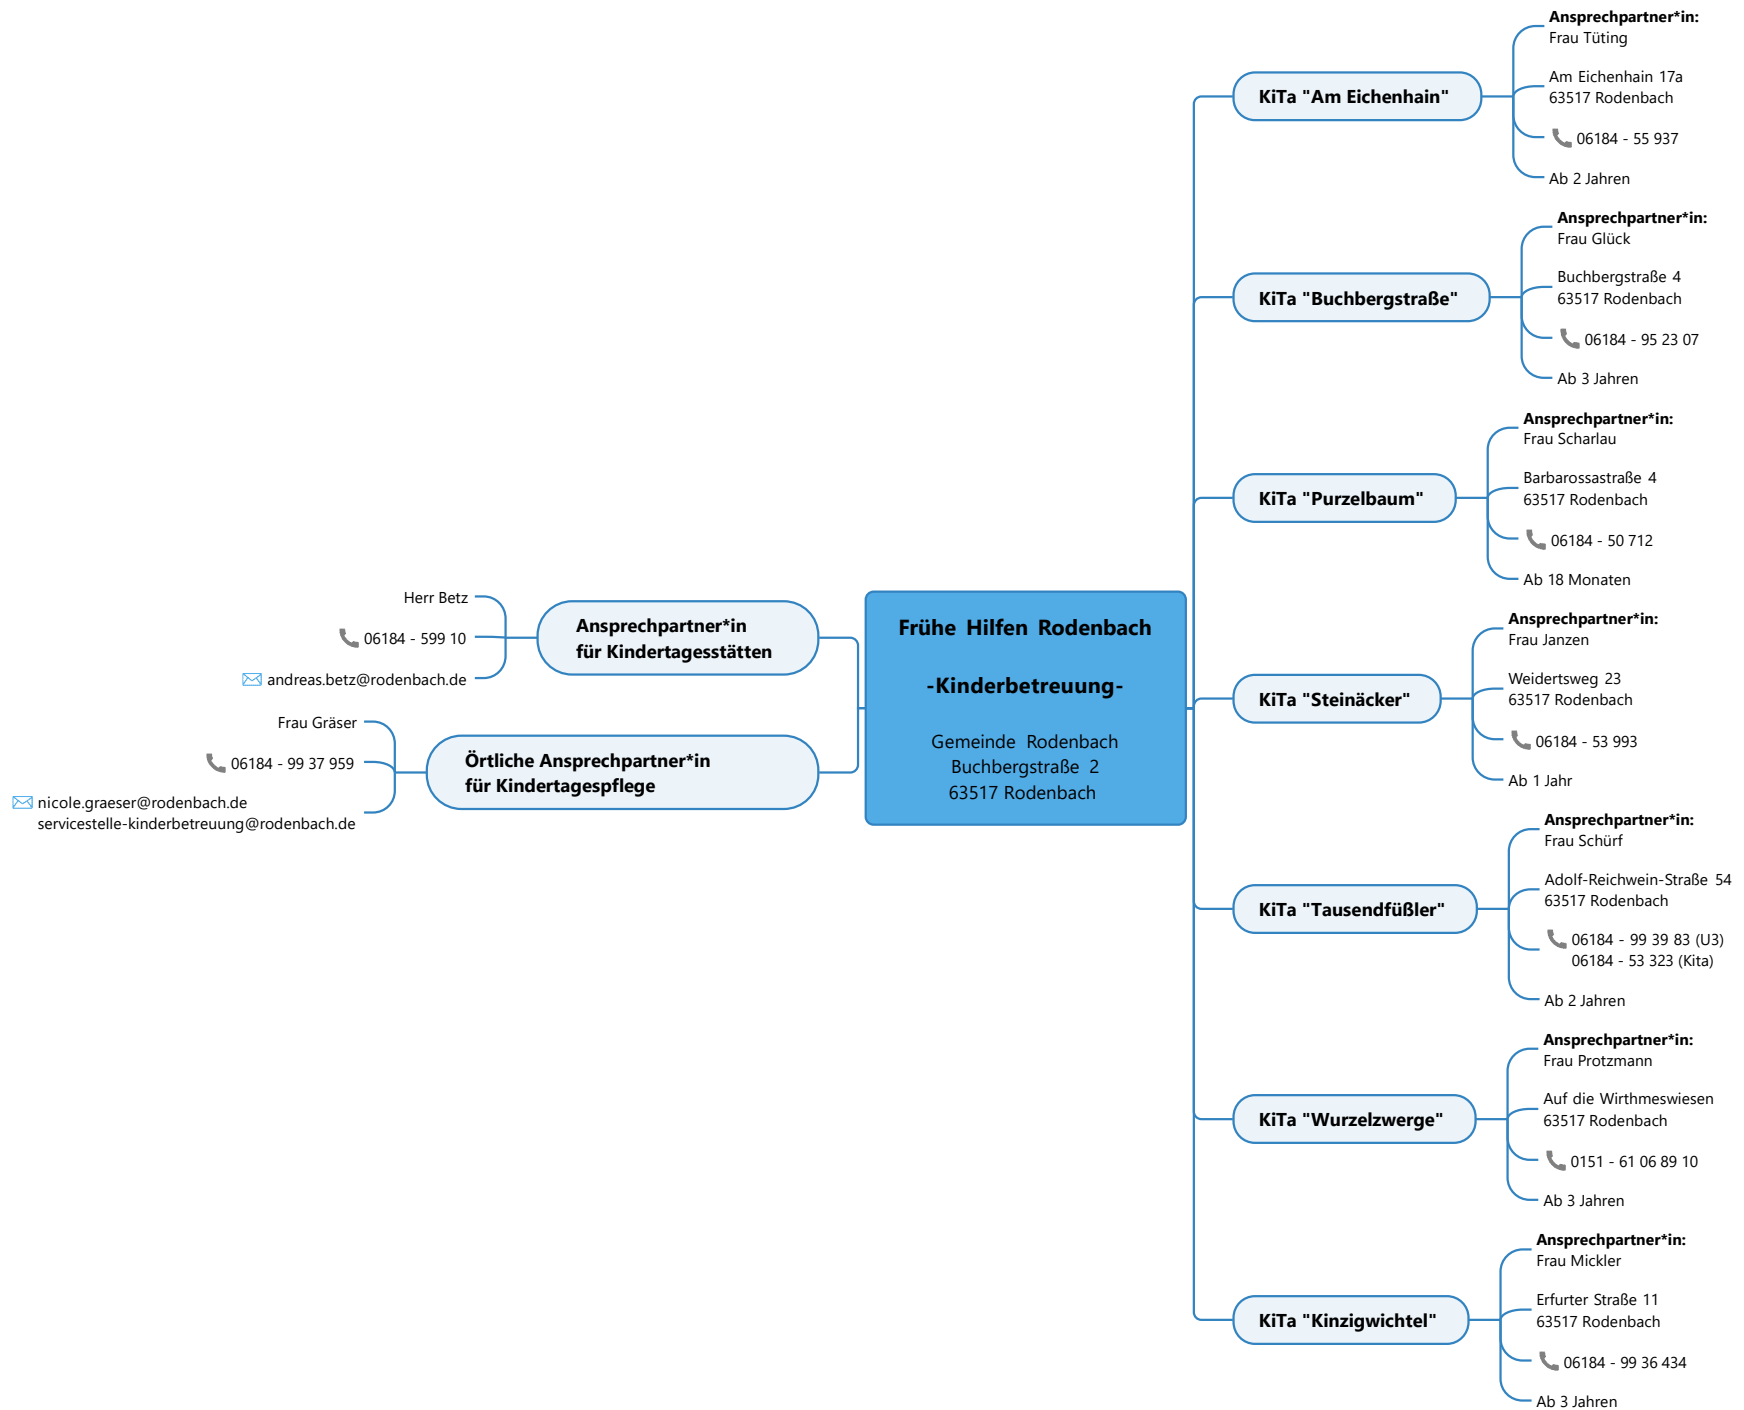 Frühe Hilfen Rodenbach
-Kinderbetreuung-
Gemeinde Rodenbach
Buchbergstraße 2
63517 Rodenbach
KiTa "Am Eichenhain"
Ansprechpartner*in:
Frau Tüting
Am Eichenhain 17a
63517 Rodenbach
06184 - 55 937
Ab 2 Jahren
KiTa "Buchbergstraße"
Ansprechpartner*in:
Frau Glück
Buchbergstraße 4
63517 Rodenbach
06184 - 95 23 07
Ab 3 Jahren
KiTa "Purzelbaum"
Ansprechpartner*in:
Frau Scharlau
Barbarossastraße 4
63517 Rodenbach
06184 - 50 712
Ab 18 Monaten
KiTa "Steinäcker"
Ansprechpartner*in:
Frau Janzen
Weidertsweg 23
63517 Rodenbach
06184 - 53 993
Ab 1 Jahr
KiTa "Tausendfüßler"
Ansprechpartner*in:
Frau Schürf
Adolf-Reichwein-Straße 54
63517 Rodenbach
06184 - 99 39 83 (U3)
06184 - 53 323 (Kita)
Ab 2 Jahren
KiTa "Wurzelzwerge"
Ansprechpartner*in:
Frau Protzmann
Auf die Wirthmeswiesen
63517 Rodenbach
0151 - 61 06 89 10
Ab 3 Jahren
KiTa "Kinzigwichtel"
Ansprechpartner*in:
Frau Mickler
Erfurter Straße 11
63517 Rodenbach
06184 - 99 36 434
Ab 3 Jahren
Ansprechpartner*in
für Kindertagesstätten
Herr Betz
06184 - 599 10
andreas.betz@rodenbach.de
Örtliche Ansprechpartner*in
für Kindertagespflege
Frau Gräser
06184 - 99 37 959
nicole.graeser@rodenbach.de
servicestelle-kinderbetreuung@rodenbach.de